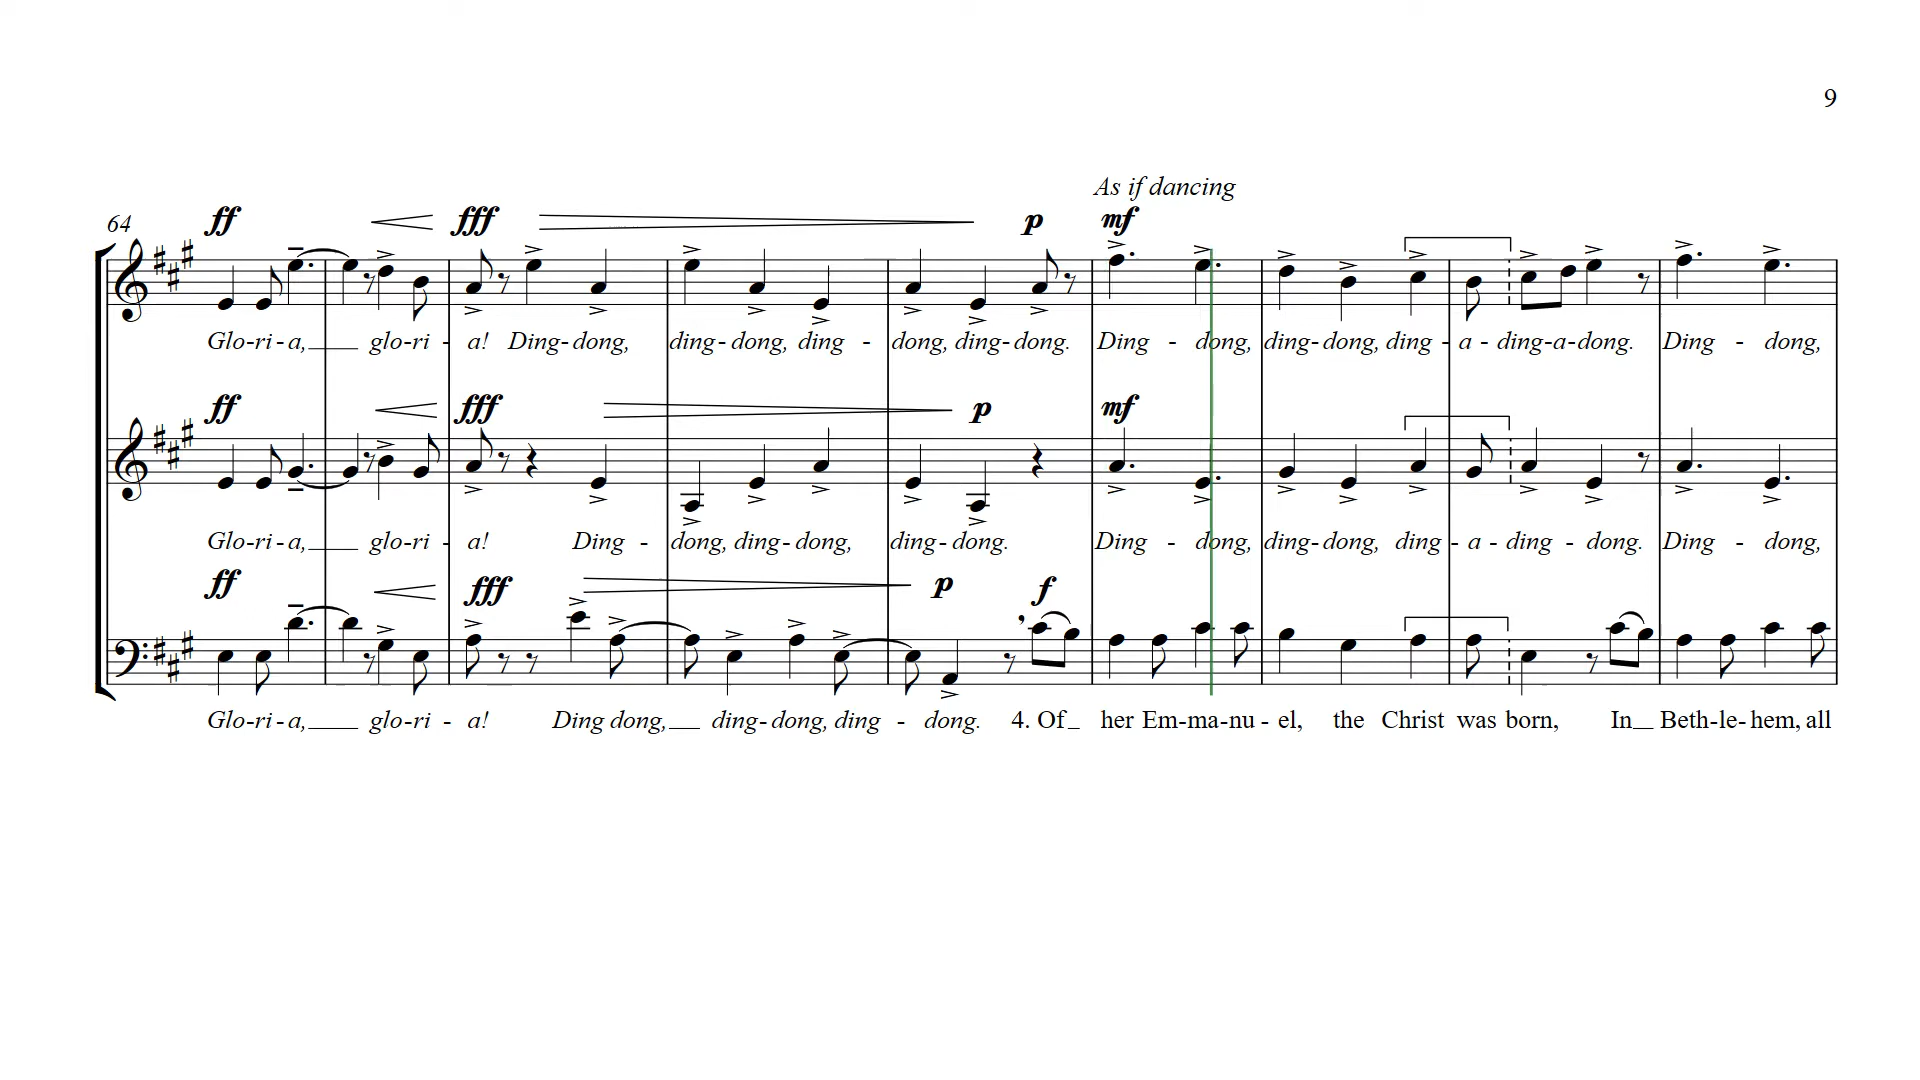 9
As if dancing
64 ff fff p mf
Glo-ri-a, glo-ri-a! Ding-dong, ding-dong, ding-dong, ding-dong. Ding-dong, ding-dong, ding-a-ding-a-dong. Ding-dong,
ff fff p mf
Glo-ri-a, glo-ri-a! Ding-dong, ding-dong, ding-dong. Ding-dong, ding-dong, ding-a-ding-dong. Ding-dong,
ff fff p f
Glo-ri-a, glo-ri-a! Ding dong, ding-dong, ding-dong. 4. Of her Em-ma-nu-el, the Christ was born, In Beth-le-hem, all